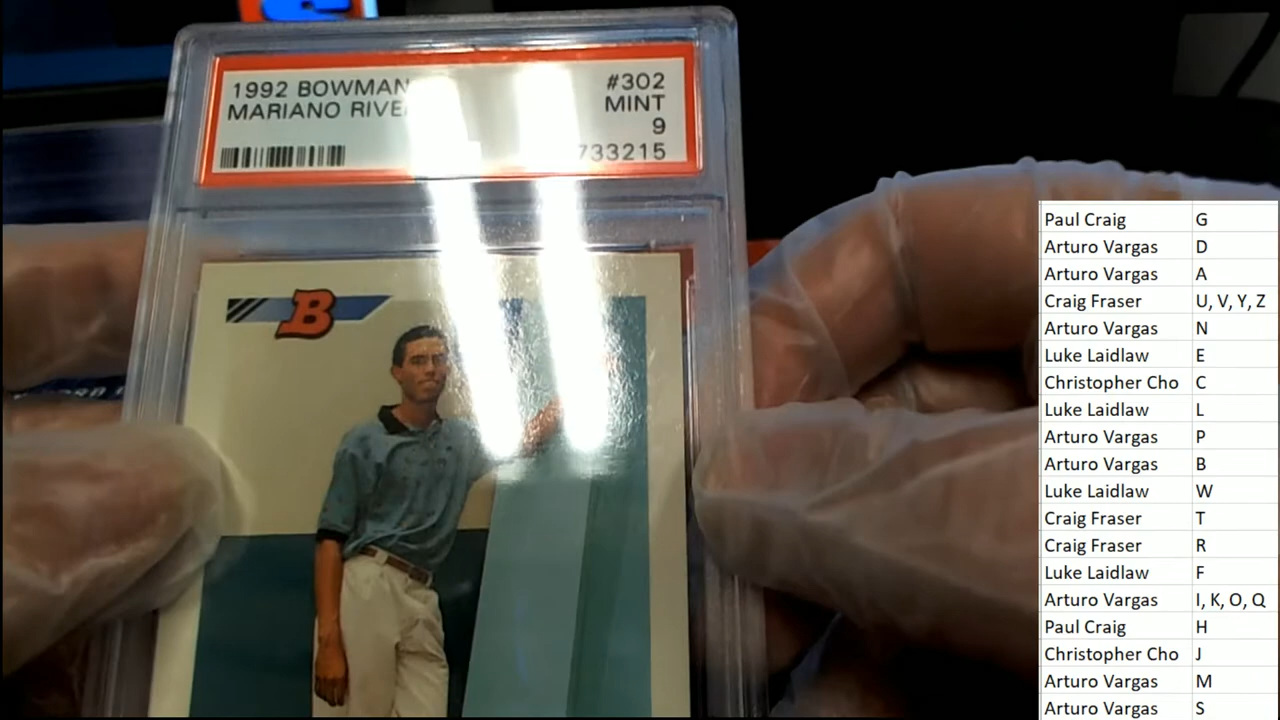 1992 BOWMAN #302
MARIANO RIVE MINT
9
733215
B
Paul Craig G
Arturo Vargas D
Arturo Vargas A
Craig Fraser U, V, Y, Z
Arturo Vargas N
Luke Laidlaw E
Christopher Cho C
Luke Laidlaw L
Arturo Vargas P
Arturo Vargas B
Luke Laidlaw W
Craig Fraser T
Craig Fraser R
Luke Laidlaw F
Arturo Vargas I, K, O, Q
Paul Craig H
Christopher Cho J
Arturo Vargas M
Arturo Vargas S